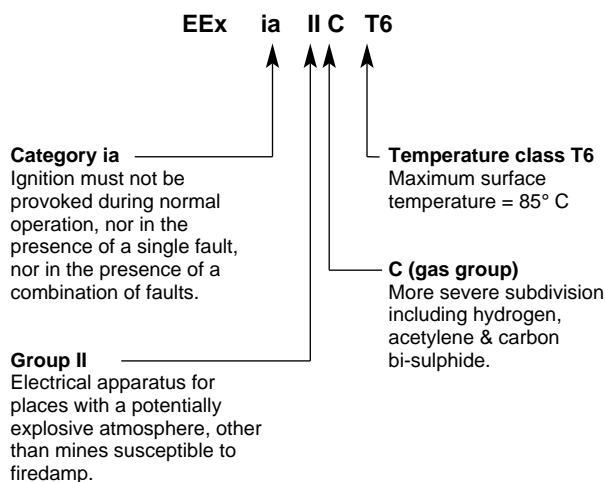 EEx ia II C T6
Category ia
Ignition must not be
provoked during normal
operation, nor in the
presence of a single fault,
nor in the presence of a
combination of faults.
Group II
Electrical apparatus for
places with a potentially
explosive atmosphere, other
than mines susceptible to
firedamp.
Temperature class T6
Maximum surface
temperature = 85° C
C (gas group)
More severe subdivision
including hydrogen,
acetylene & carbon
bi-sulphide.